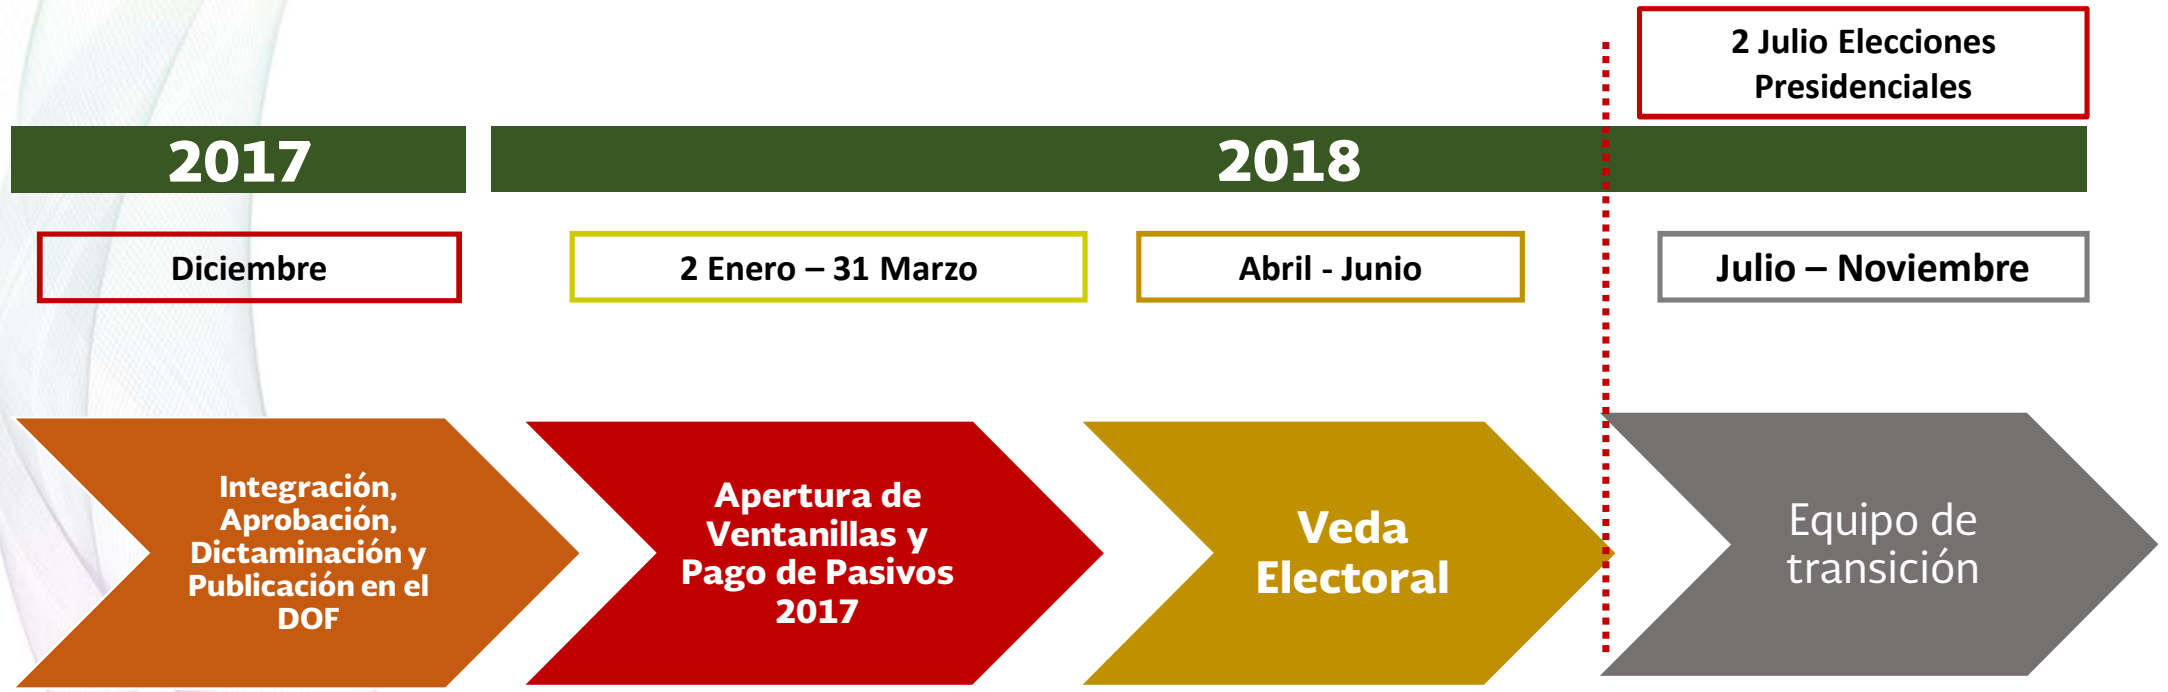 2 Julio Elecciones
Presidenciales
2017
2018
Diciembre
2 Enero – 31 Marzo
Abril - Junio
Julio – Noviembre
Integración,
Aprobación,
Dictaminación y
Publicación en el
DOF
Apertura de
Ventanillas y
Pago de Pasivos
2017
Veda
Electoral
Equipo de
transición